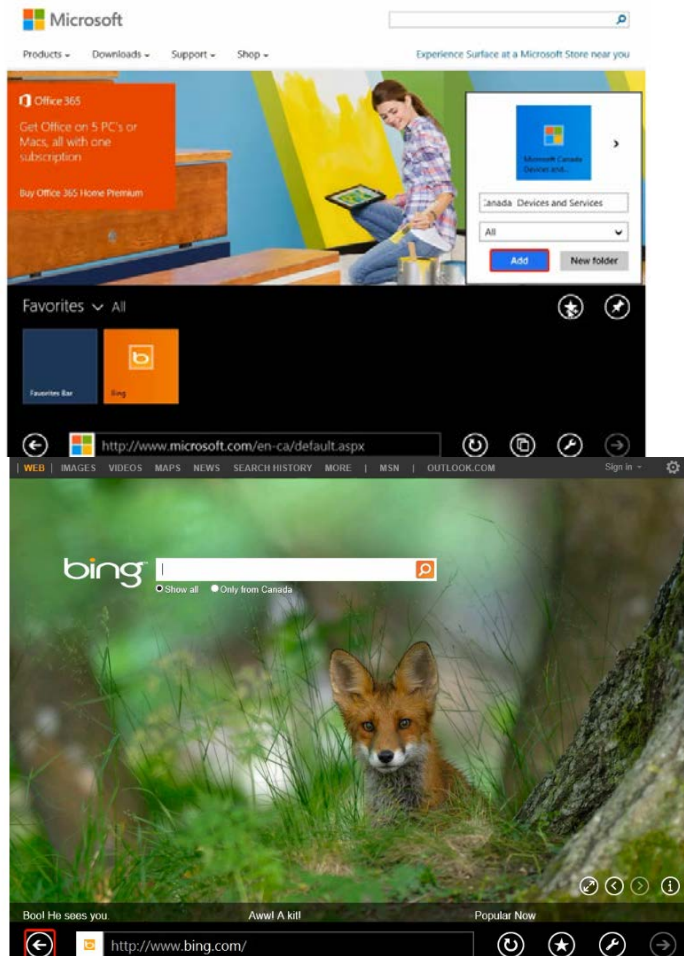 Microsoft
Products Downloads Support Shop Experience Surface at a Microsoft Store near you
Office 365
Get Office on 5 PC's or
Macs, all with one
subscription
Buy Office 365 Home Premium
Microsoft Canada
Devices and...
Canada Devices and Services
All
Add New folder
Favorites All
Favorites Bar
Bing
http://www.microsoft.com/en-ca/default.aspx
| WEB | IMAGES VIDEOS MAPS NEWS SEARCH HISTORY MORE | MSN | OUTLOOK.COM Sign in
bing
Show all Only from Canada
Boo! He sees you. Aww! A kit! Popular Now
http://www.bing.com/